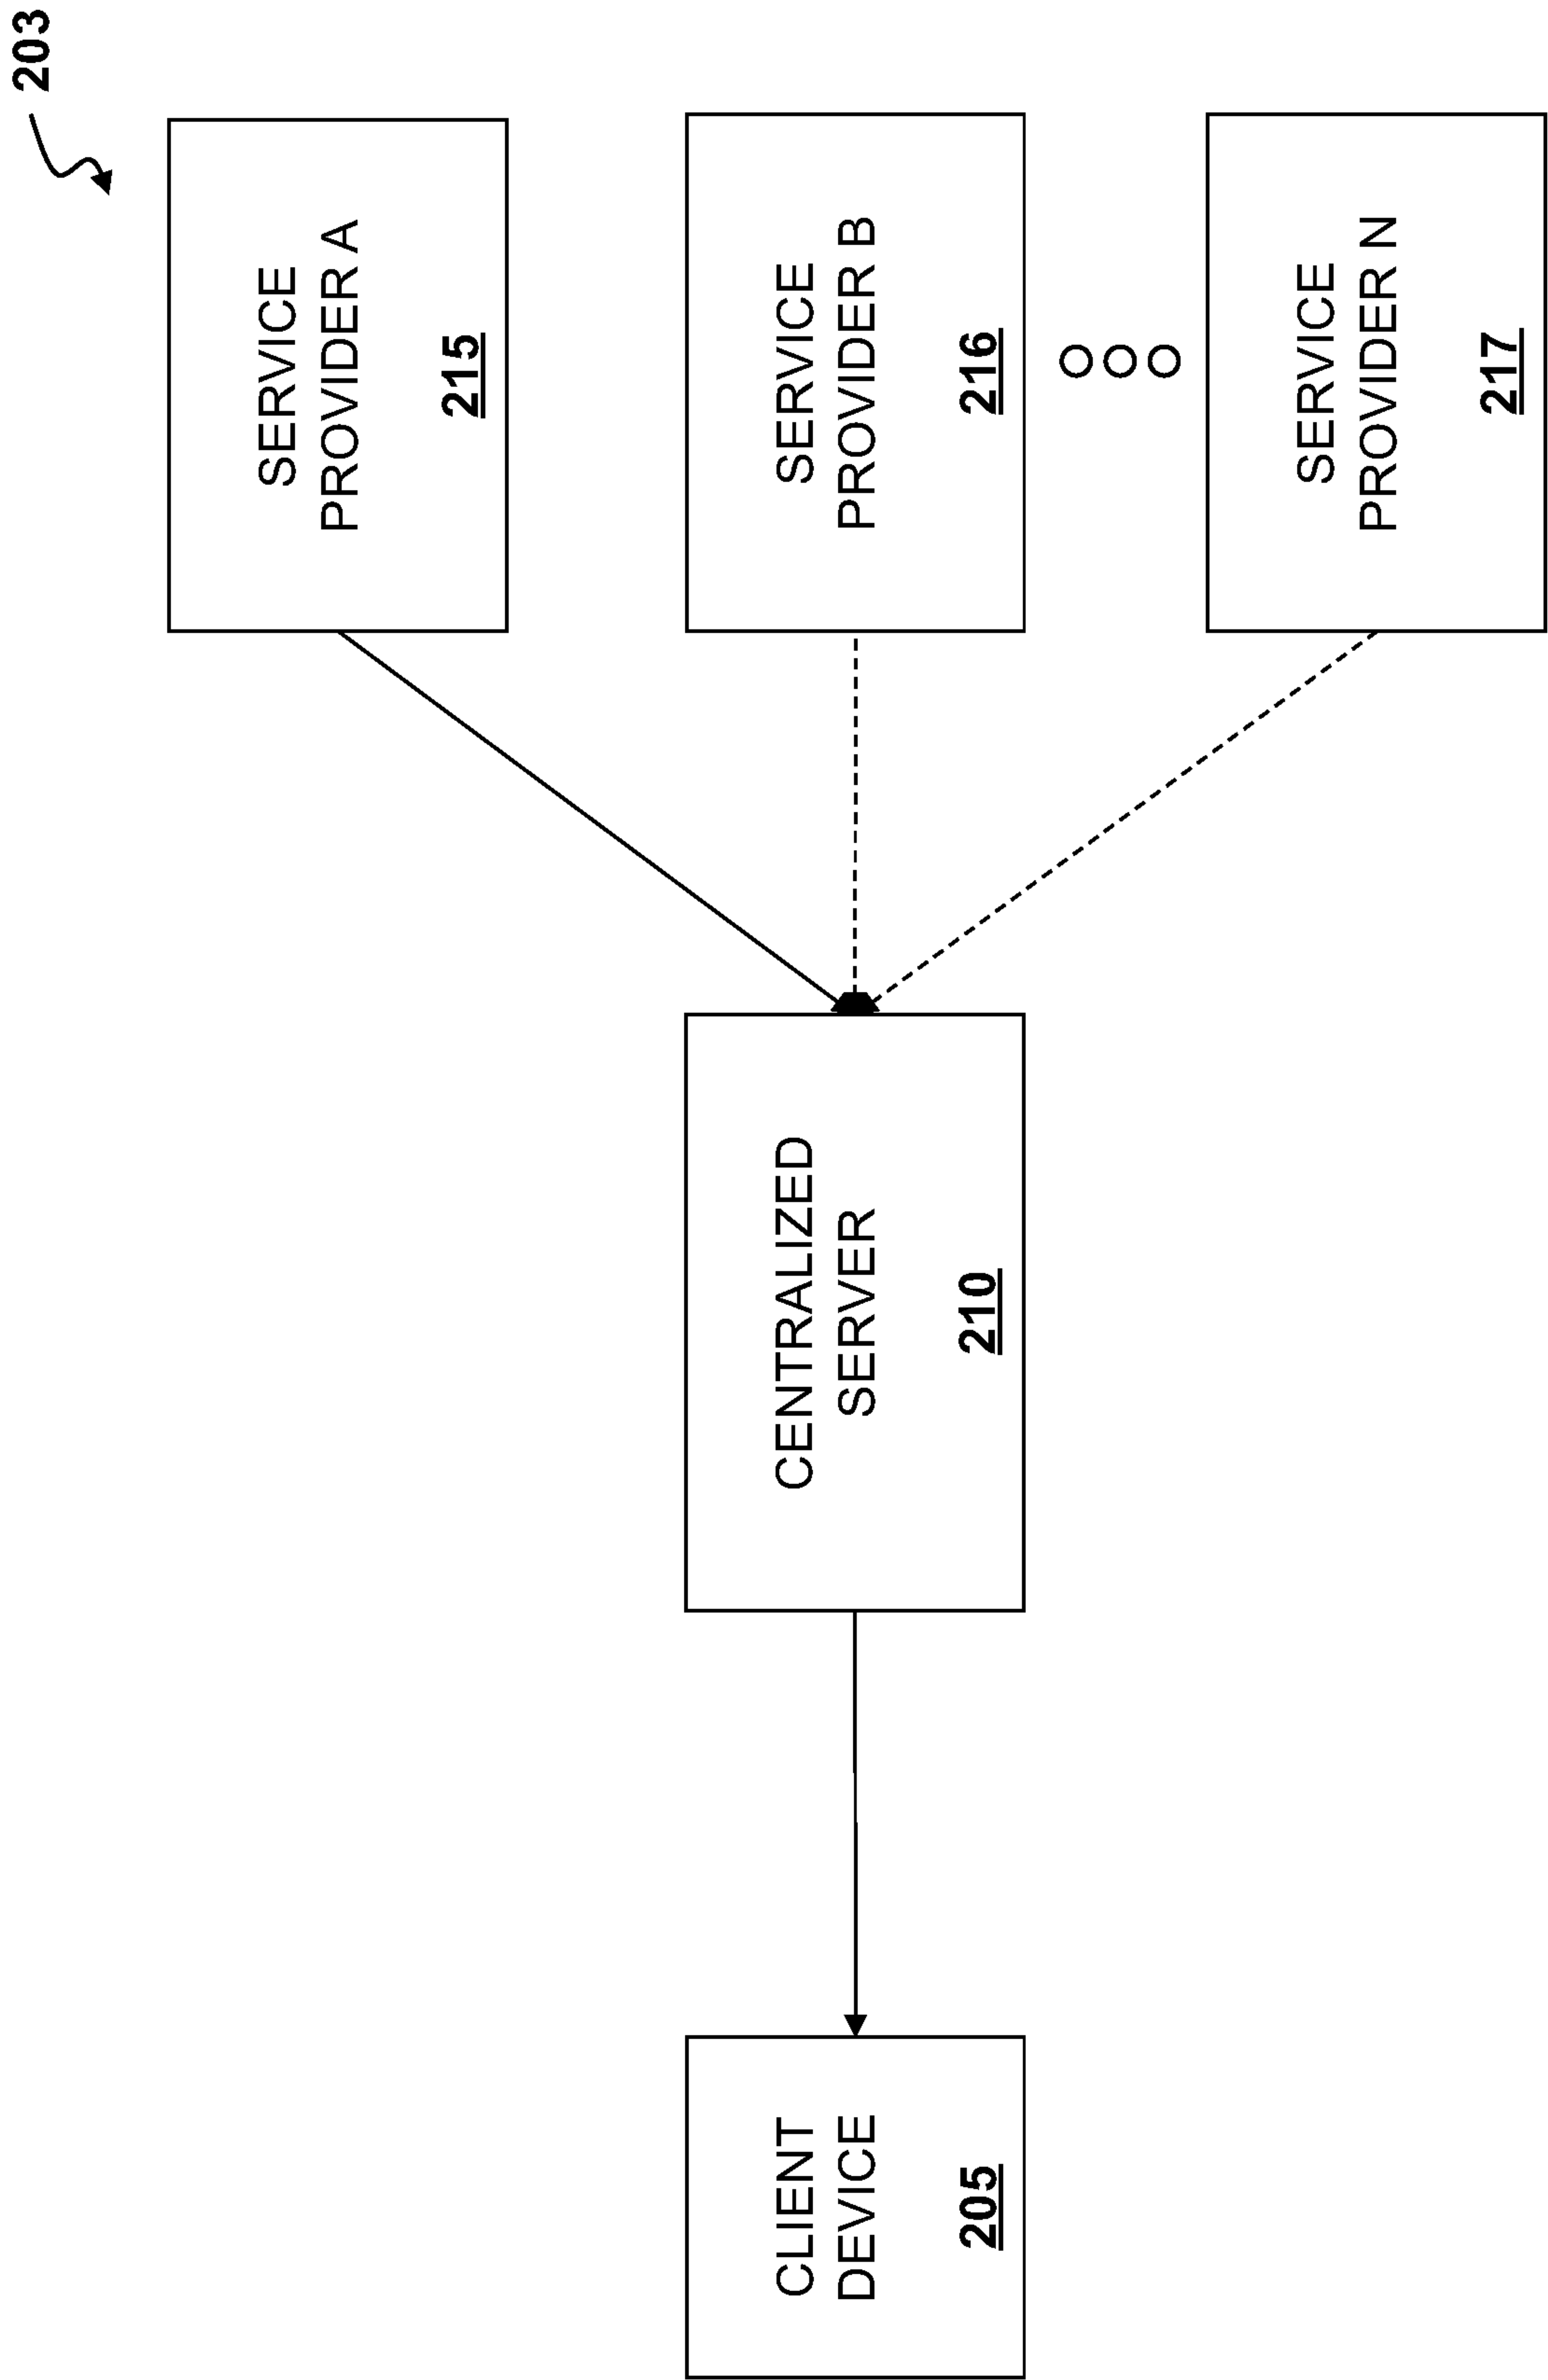 203
SERVICE
PROVIDER A
215
CLIENT
DEVICE
205
CENTRALIZED
SERVER
210
SERVICE
PROVIDER B
216
SERVICE
PROVIDER N
217